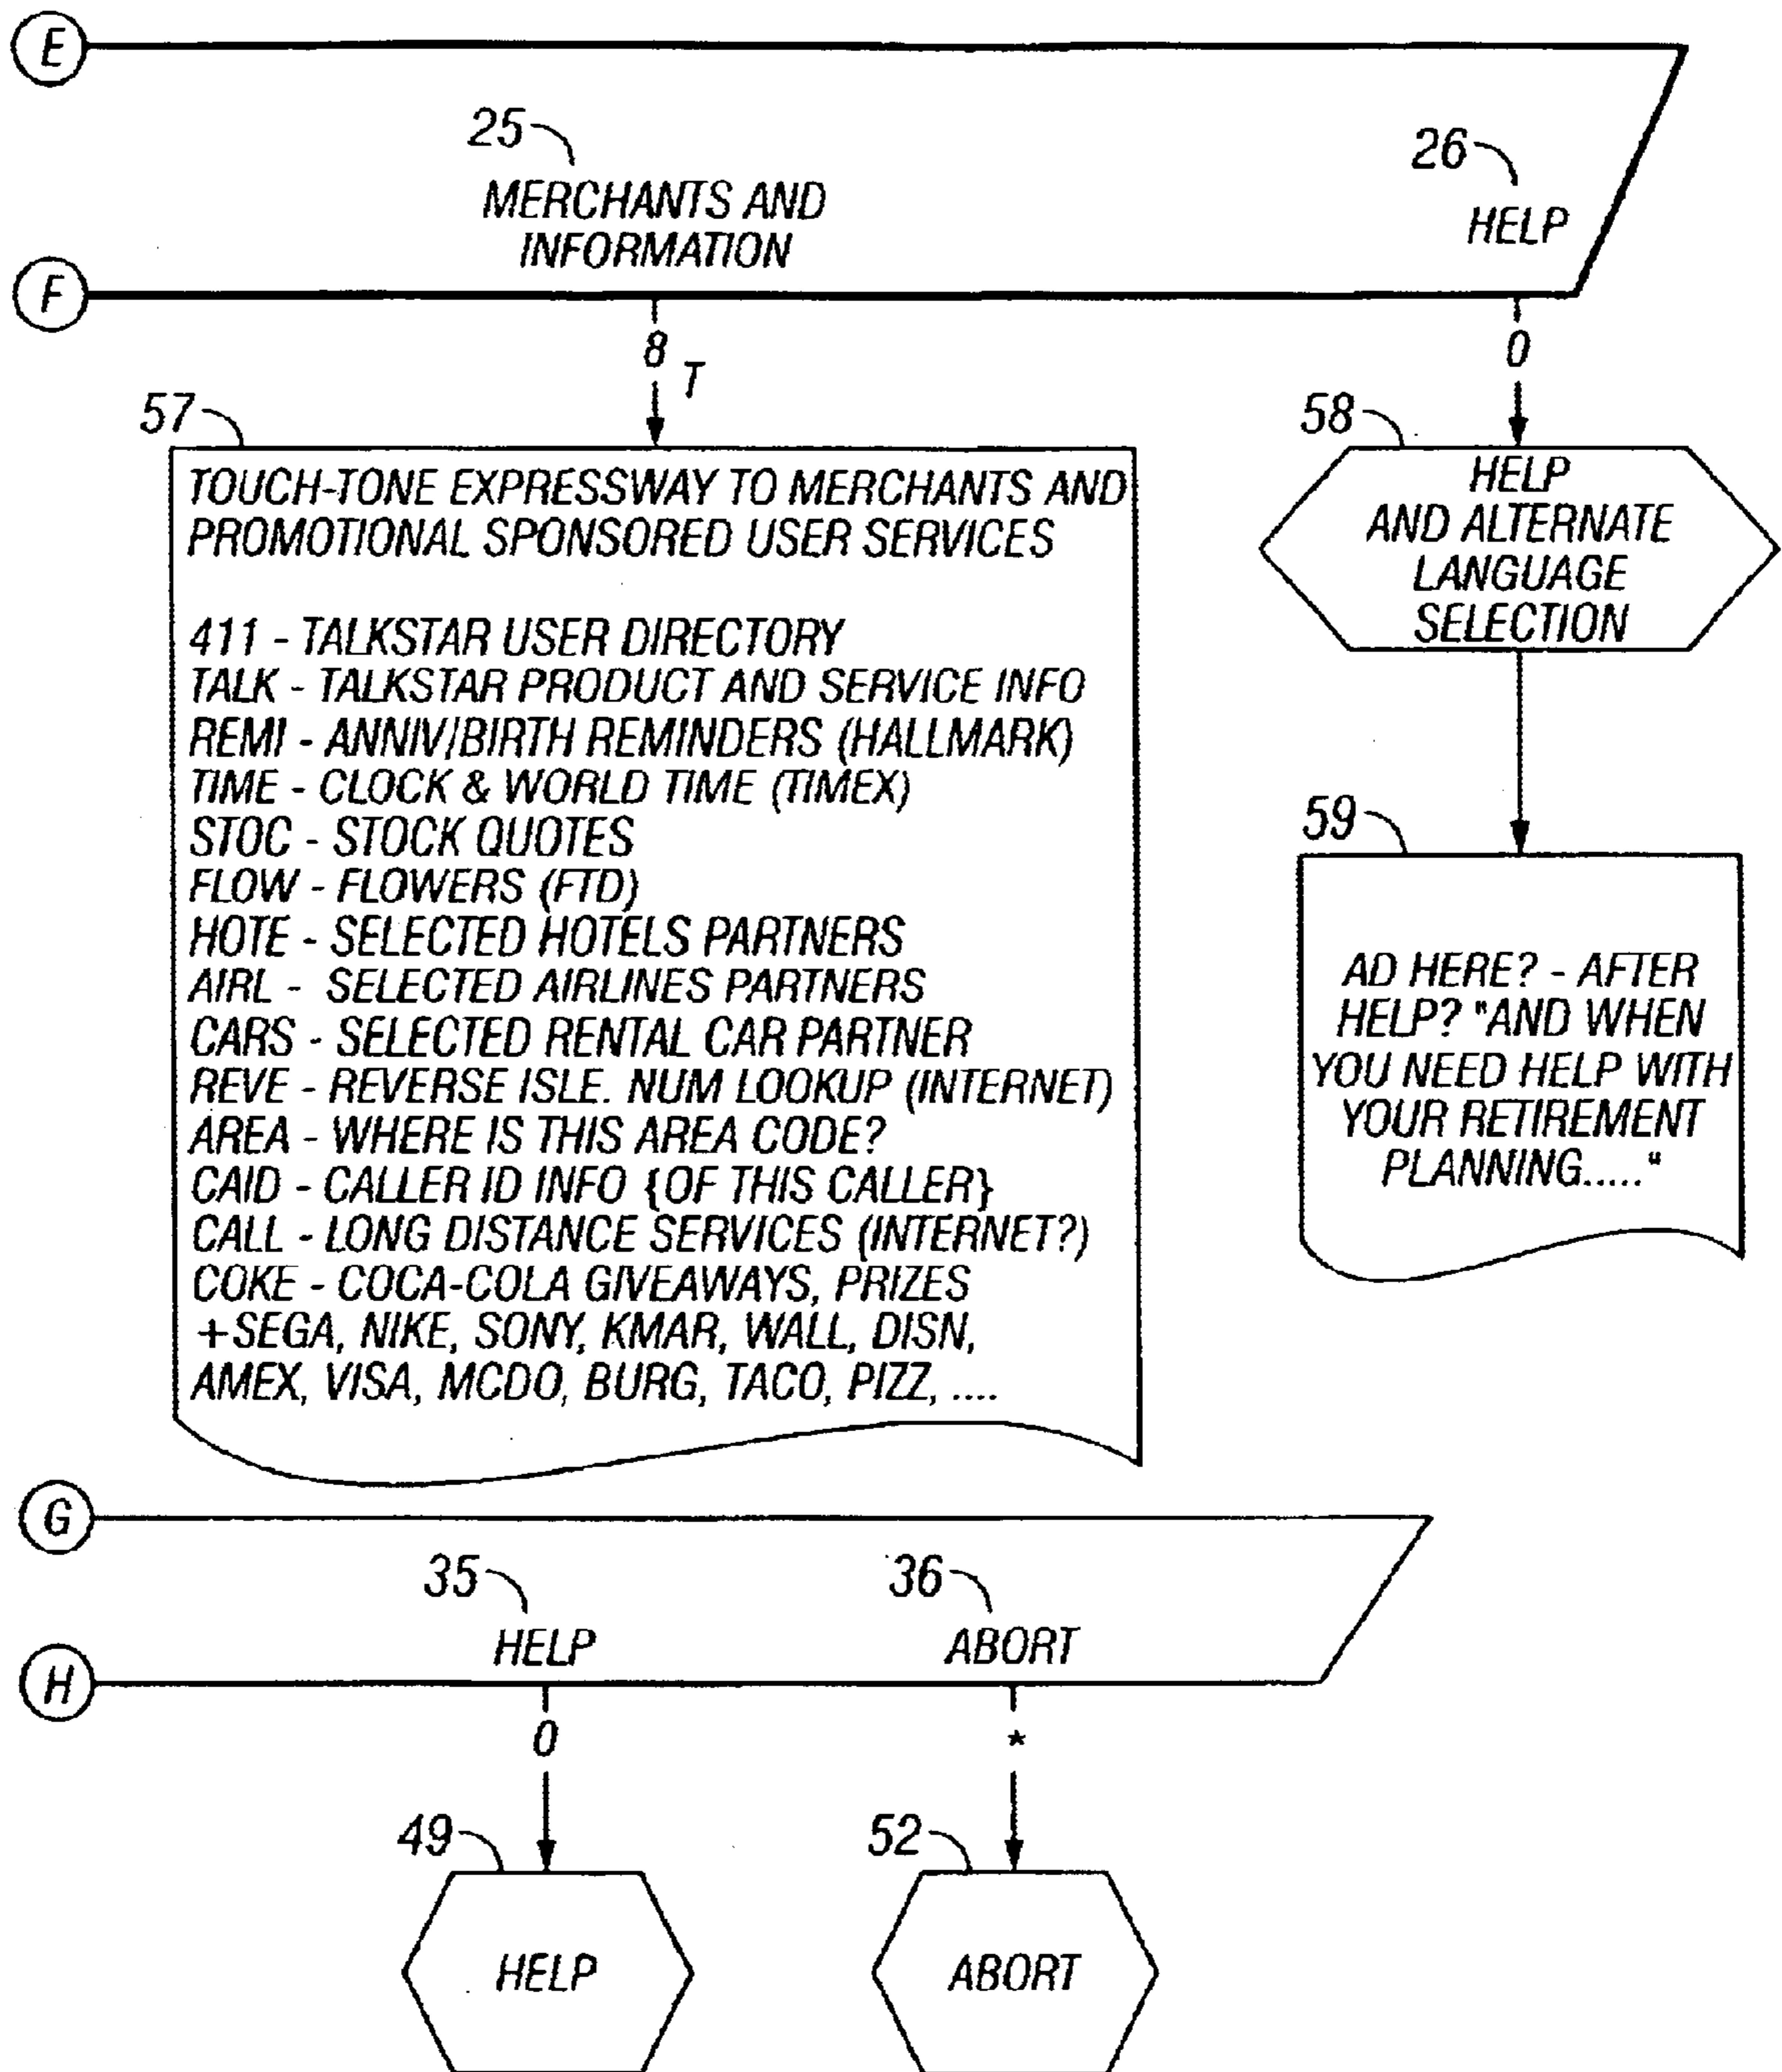 E
25
26
MERCHANTS AND
INFORMATION
HELP
F
8
T
0
57
58
TOUCH-TONE EXPRESSWAY TO MERCHANTS AND
PROMOTIONAL SPONSORED USER SERVICES
411 - TALKSTAR USER DIRECTORY
TALK - TALKSTAR PRODUCT AND SERVICE INFO
REMI - ANNIV/BIRTH REMINDERS (HALLMARK)
TIME - CLOCK & WORLD TIME (TIMEX)
STOC - STOCK QUOTES
FLOW - FLOWERS (FTD)
HOTE - SELECTED HOTELS PARTNERS
AIRL - SELECTED AIRLINES PARTNERS
CARS - SELECTED RENTAL CAR PARTNER
REVE - REVERSE ISLE. NUM LOOKUP (INTERNET)
AREA - WHERE IS THIS AREA CODE?
CAID - CALLER ID INFO {OF THIS CALLER}
CALL - LONG DISTANCE SERVICES (INTERNET?)
COKE - COCA-COLA GIVEAWAYS, PRIZES
+SEGA, NIKE, SONY, KMAR, WALL, DISN,
AMEX, VISA, MCDO, BURG, TACO, PIZZ, ....
HELP
AND ALTERNATE
LANGUAGE
SELECTION
59
AD HERE? - AFTER
HELP? "AND WHEN
YOU NEED HELP WITH
YOUR RETIREMENT
PLANNING....."
G
35
36
HELP
ABORT
H
0
*
49
52
HELP
ABORT